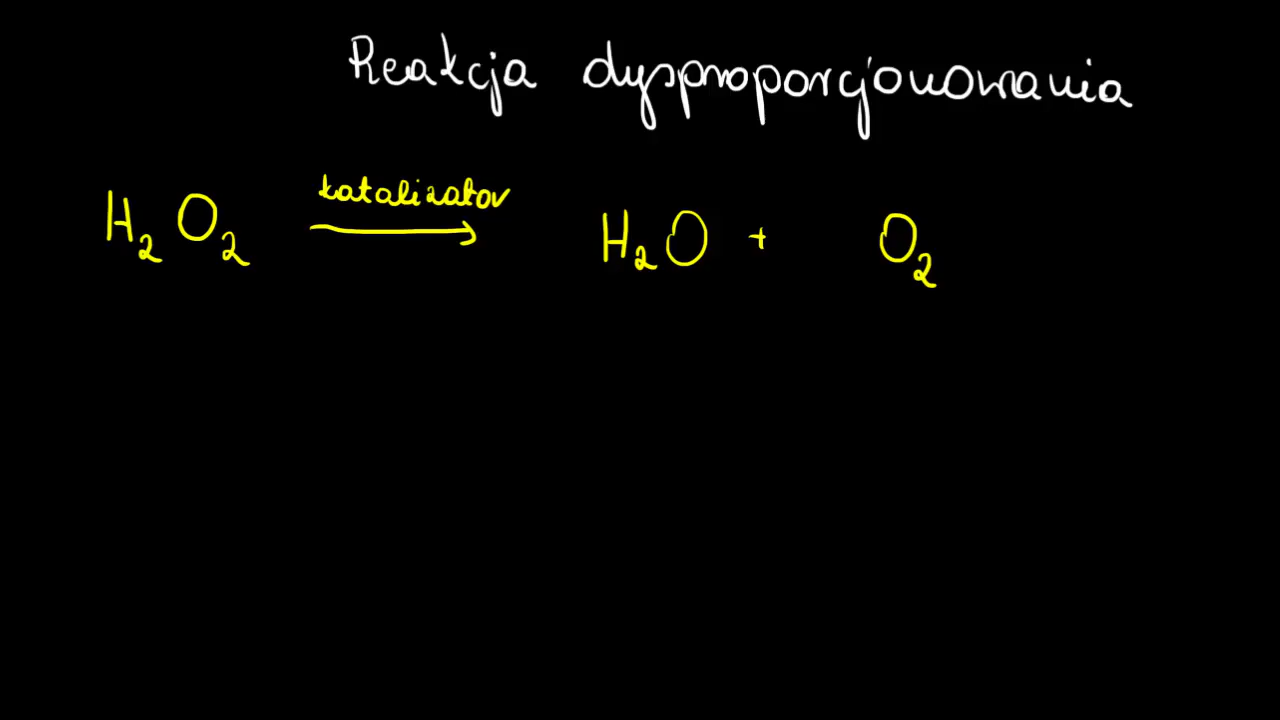 Reakcja dysproporcjonowania
katalizator
H₂O₂ → H₂O + O₂